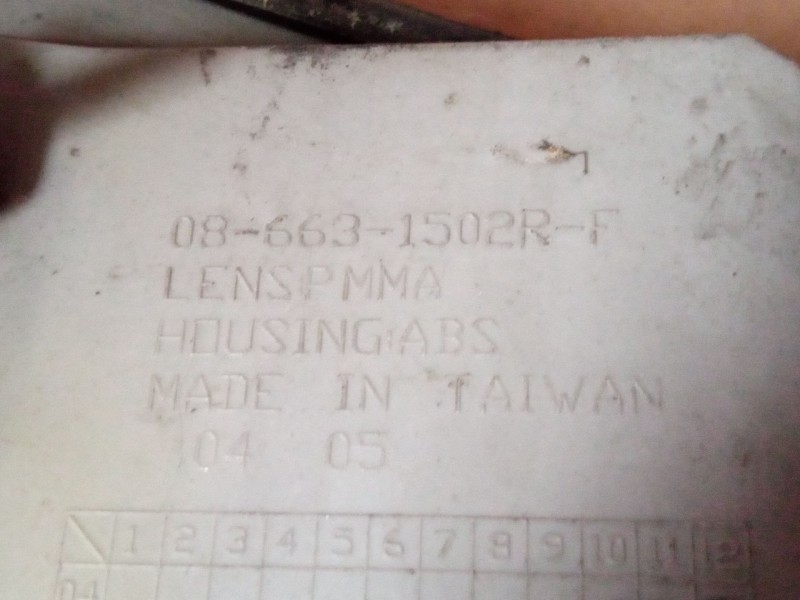 08-663-1502R-F
LENS:PMMA
HOUSING:ABS
MADE IN TAIWAN
04 05
1 2 3 4 5 6 7 8 9 10 11 12
04